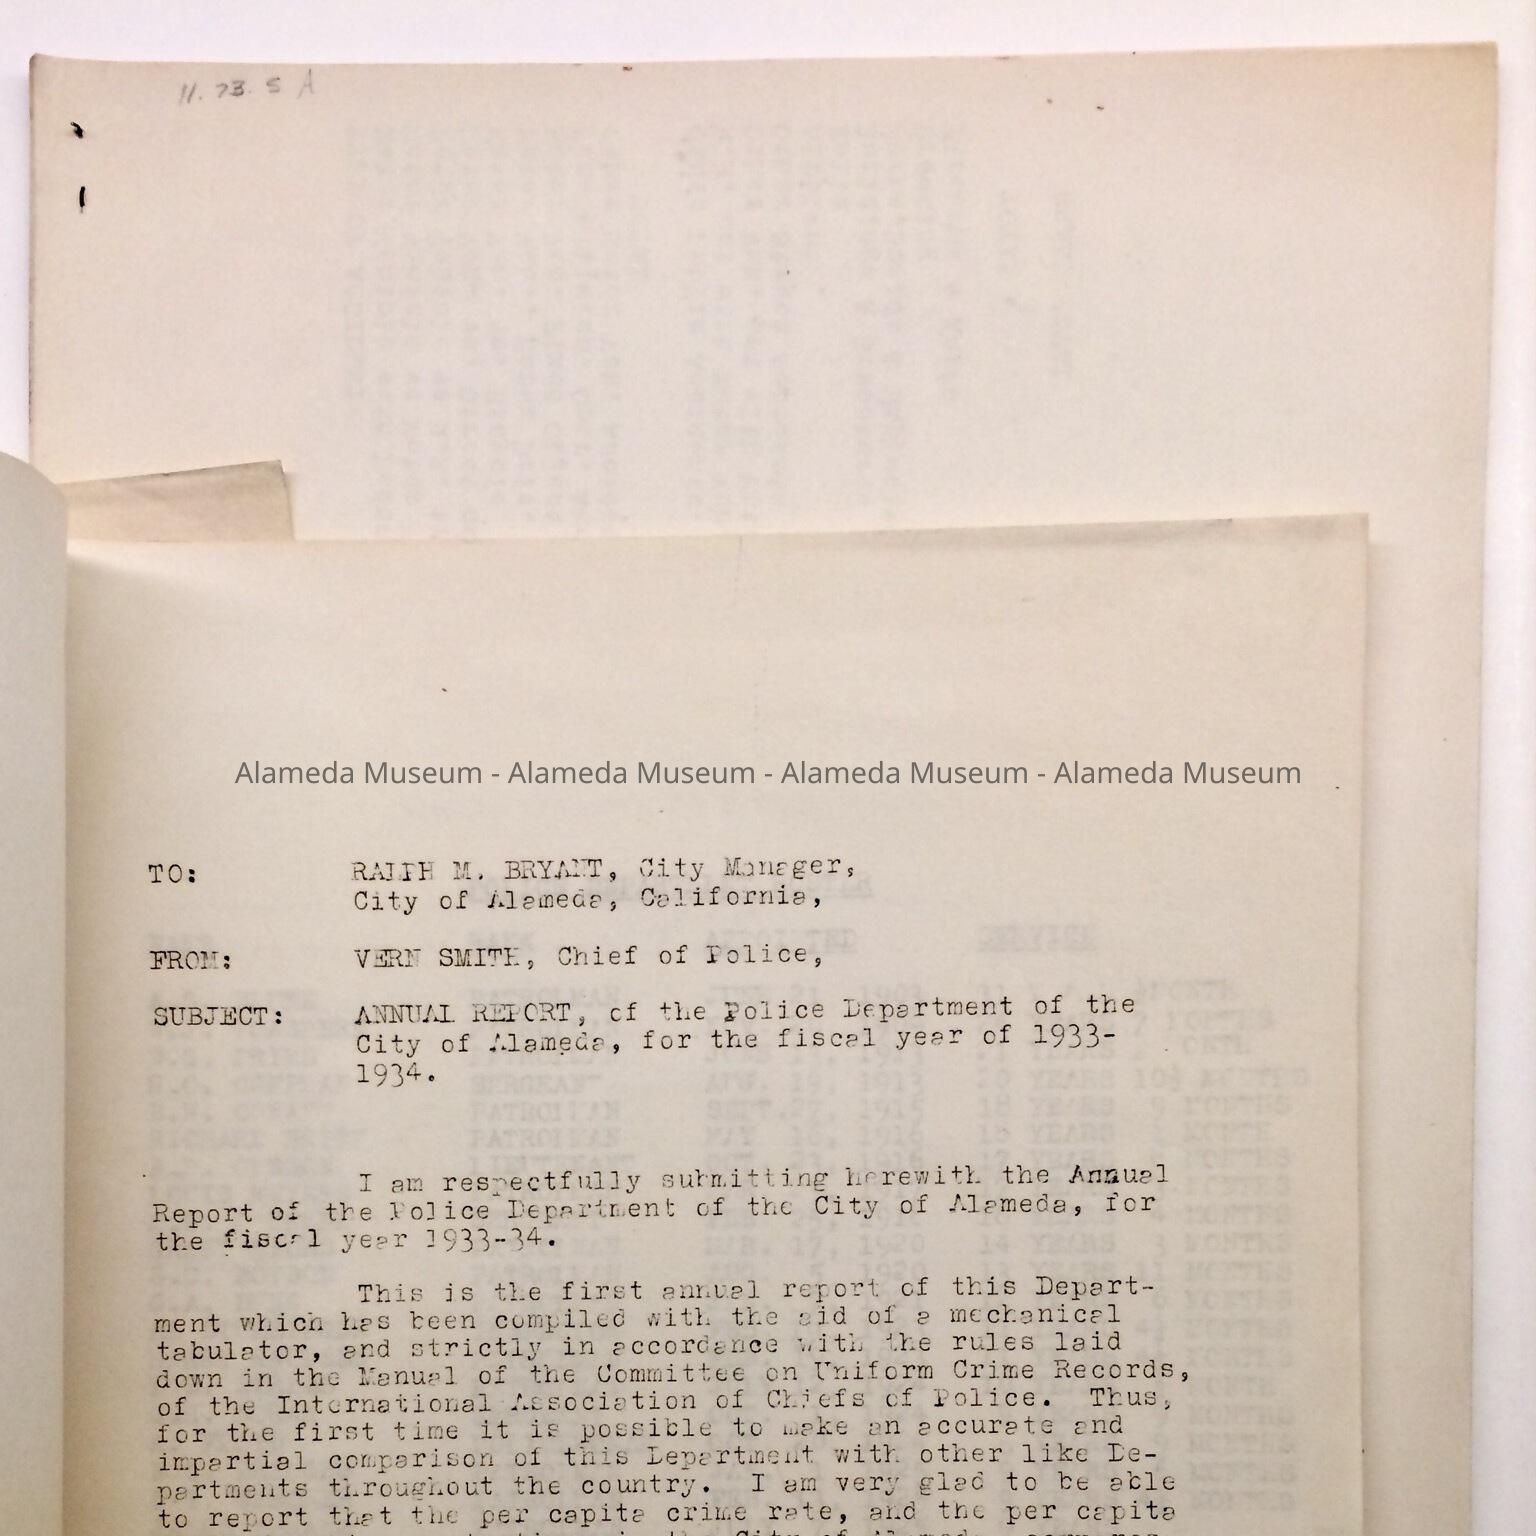 11. 73. 5 A
Alameda Museum - Alameda Museum - Alameda Museum - Alameda Museum
TO: RALPH M. BRYANT, City Manager,
City of Alameda, California,
FROM: VERN SMITH, Chief of Police,
SUBJECT: ANNUAL REPORT, of the Police Department of the
City of Alameda, for the fiscal year of 1933-
1934.
I am respectfully submitting herewith the Annual
Report of the Police Department of the City of Alameda, for
the fiscal year 1933-34.
This is the first annual report of this Depart-
ment which has been compiled with the aid of a mechanical
tabulator, and strictly in accordance with the rules laid
down in the Manual of the Committee on Uniform Crime Records,
of the International Association of Chiefs of Police. Thus,
for the first time it is possible to make an accurate and
impartial comparison of this Department with other like De-
partments throughout the country. I am very glad to be able
to report that the per capita crime rate, and the per capita
City of Alameda